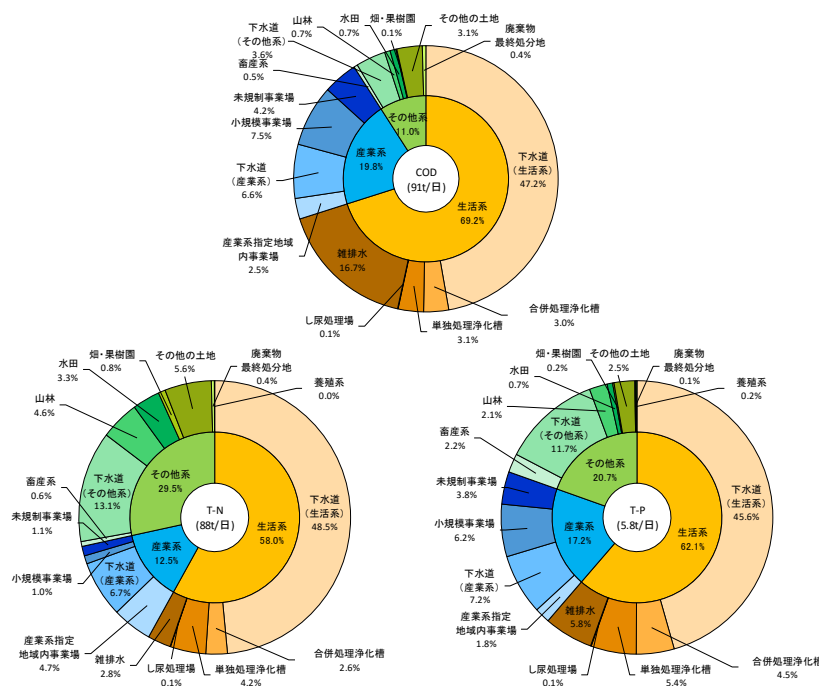 下水道
(その他系)
3.6%
山林
0.7%
水田
0.7%
畑・果樹園
0.1%
その他の土地
3.1%
廃棄物
最終処分地
0.4%
畜産系
0.5%
未規制事業場
4.2%
小規模事業場
7.5%
下水道
(産業系)
6.6%
産業系指定地域
内事業場
2.5%
その他系
11.0%
産業系
19.8%
COD
(91t/日)
生活系
69.2%
下水道
(生活系)
47.2%
雑排水
16.7%
し尿処理場
0.1%
単独処理浄化槽
3.1%
合併処理浄化槽
3.0%
山林
4.6%
水田
3.3%
畑・果樹園
0.8%
その他の土地
5.6%
廃棄物
最終処分地
0.4%
養殖系
0.0%
下水道
(その他系)
13.1%
畜産系
0.6%
未規制事業場
1.1%
小規模事業場
1.0%
下水道
(産業系)
6.7%
産業系指定
地域内事業場
4.7%
その他系
29.5%
産業系
12.5%
T-N
(88t/日)
生活系
58.0%
下水道
(生活系)
48.5%
雑排水
2.8%
し尿処理場
0.1%
単独処理浄化槽
4.2%
合併処理浄化槽
2.6%
水田
0.7%
畑・果樹園
0.2%
その他の土地
2.5%
廃棄物
最終処分地
0.1%
養殖系
0.2%
山林
2.1%
下水道
(その他系)
11.7%
畜産系
2.2%
未規制事業場
3.8%
小規模事業場
6.2%
下水道
(産業系)
7.2%
産業系指定
地域内事業場
1.8%
その他系
20.7%
産業系
17.2%
T-P
(5.8t/日)
生活系
62.1%
下水道
(生活系)
45.6%
雑排水
5.8%
し尿処理場
0.1%
単独処理浄化槽
5.4%
合併処理浄化槽
4.5%